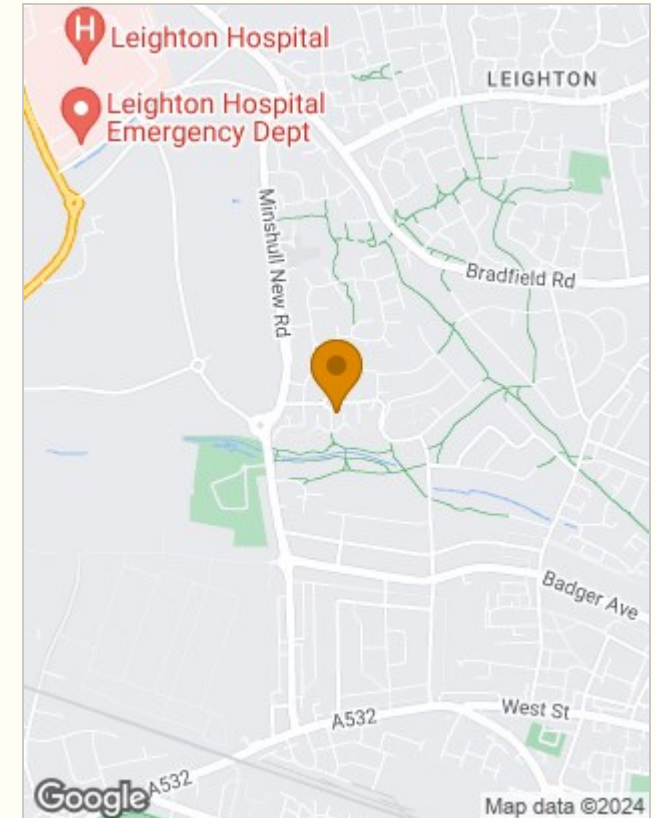 H
Leighton Hospital
LEIGHTON
Leighton Hospital
Emergency Dept
Minshull New Rd
Bradfield Rd
Badger Ave
West St
A532
A532
Google
Map data ©2024